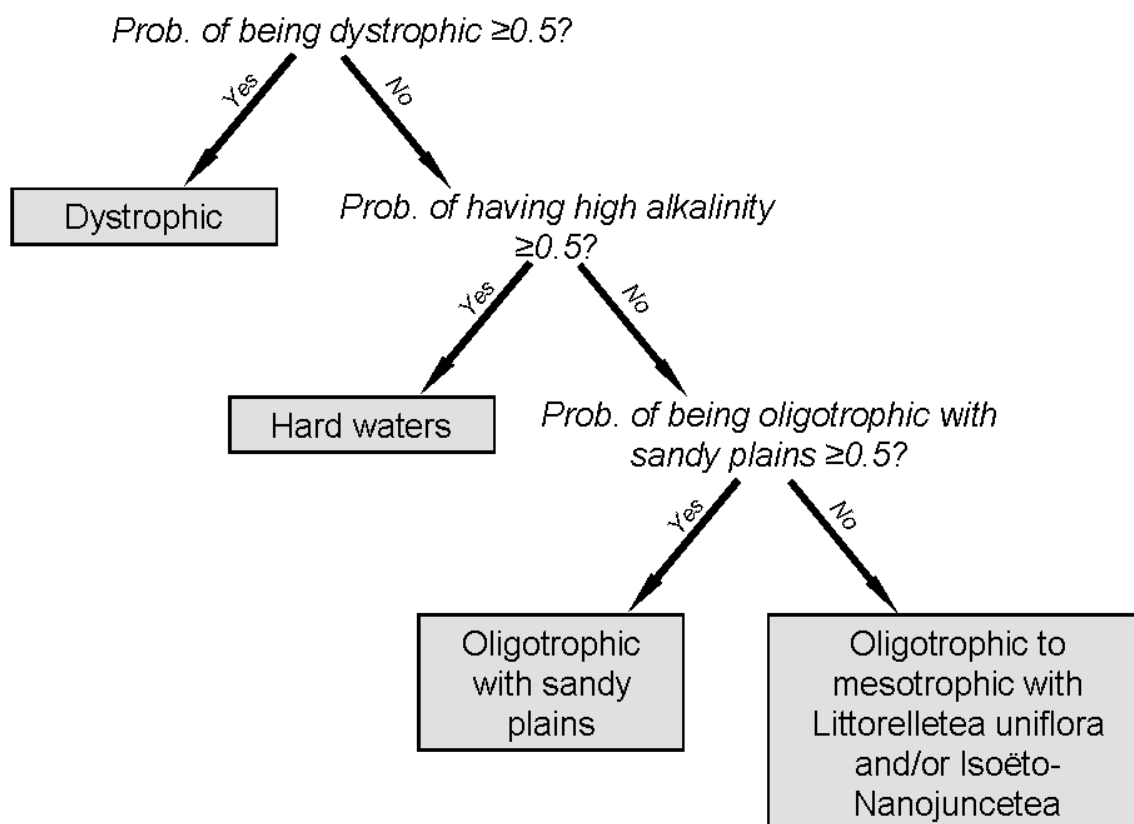 Prob. of being dystrophic ≥0.5?
Yes
No
Dystrophic
Prob. of having high alkalinity
≥0.5?
Yes
No
Hard waters
Prob. of being oligotrophic with
sandy plains ≥0.5?
Yes
No
Oligotrophic
with sandy
plains
Oligotrophic to
mesotrophic with
Littorelletea uniflora
and/or Isoëto-
Nanojuncetea